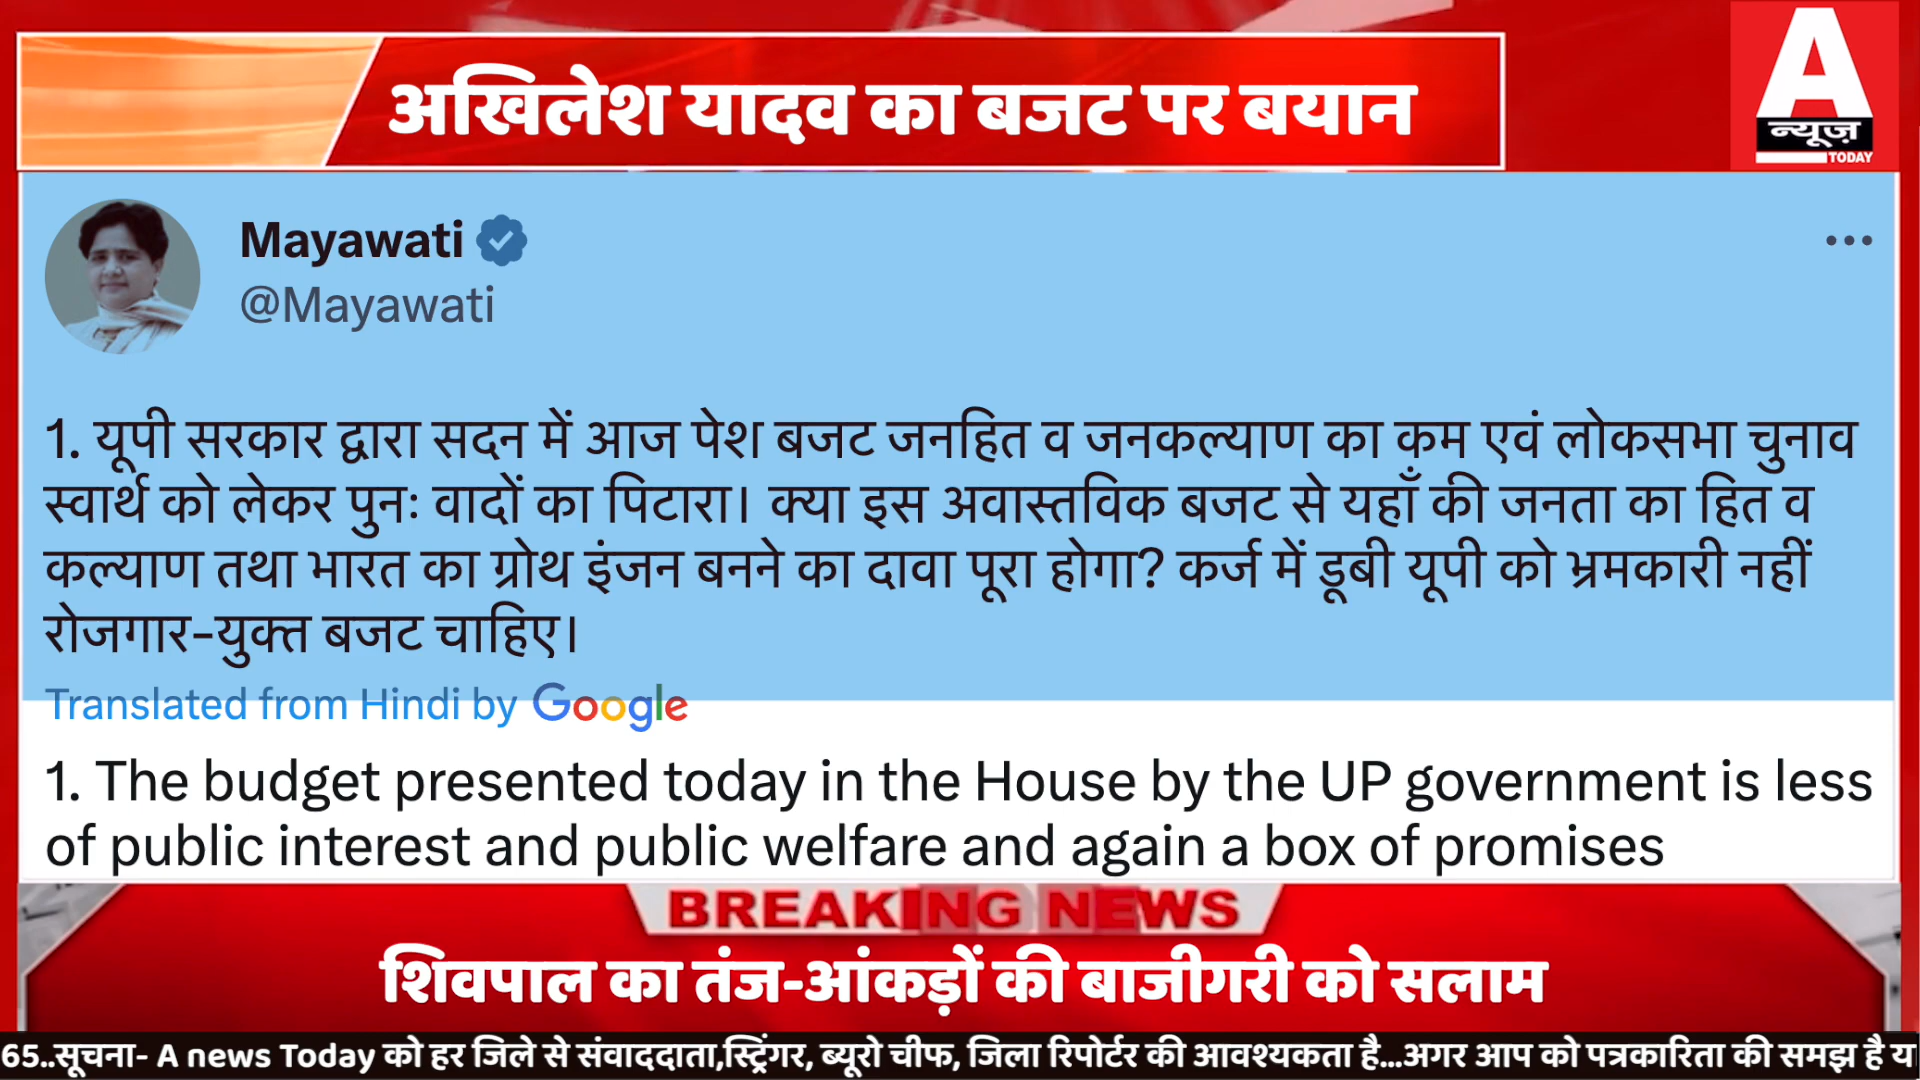 अखिलेश यादव का बजट पर बयान
A
न्यूज़
TODAY
Mayawati
@Mayawati
1. यूपी सरकार द्वारा सदन में आज पेश बजट जनहित व जनकल्याण का कम एवं लोकसभा चुनाव
स्वार्थ को लेकर पुनः वादों का पिटारा। क्या इस अवास्तविक बजट से यहाँ की जनता का हित व
कल्याण तथा भारत का ग्रोथ इंजन बनने का दावा पूरा होगा? कर्ज में डूबी यूपी को भ्रमकारी नहीं
रोजगार-युक्त बजट चाहिए।
Translated from Hindi by Google
1. The budget presented today in the House by the UP government is less
of public interest and public welfare and again a box of promises
BREAKING NEWS
शिवपाल का तंज-आंकड़ों की बाजीगरी को सलाम
65..सूचना- A news Today को हर जिले से संवाददाता,स्ट्रिंगर, ब्यूरो चीफ, जिला रिपोर्टर की आवश्यकता है...अगर आप को पत्रकारिता की समझ है य